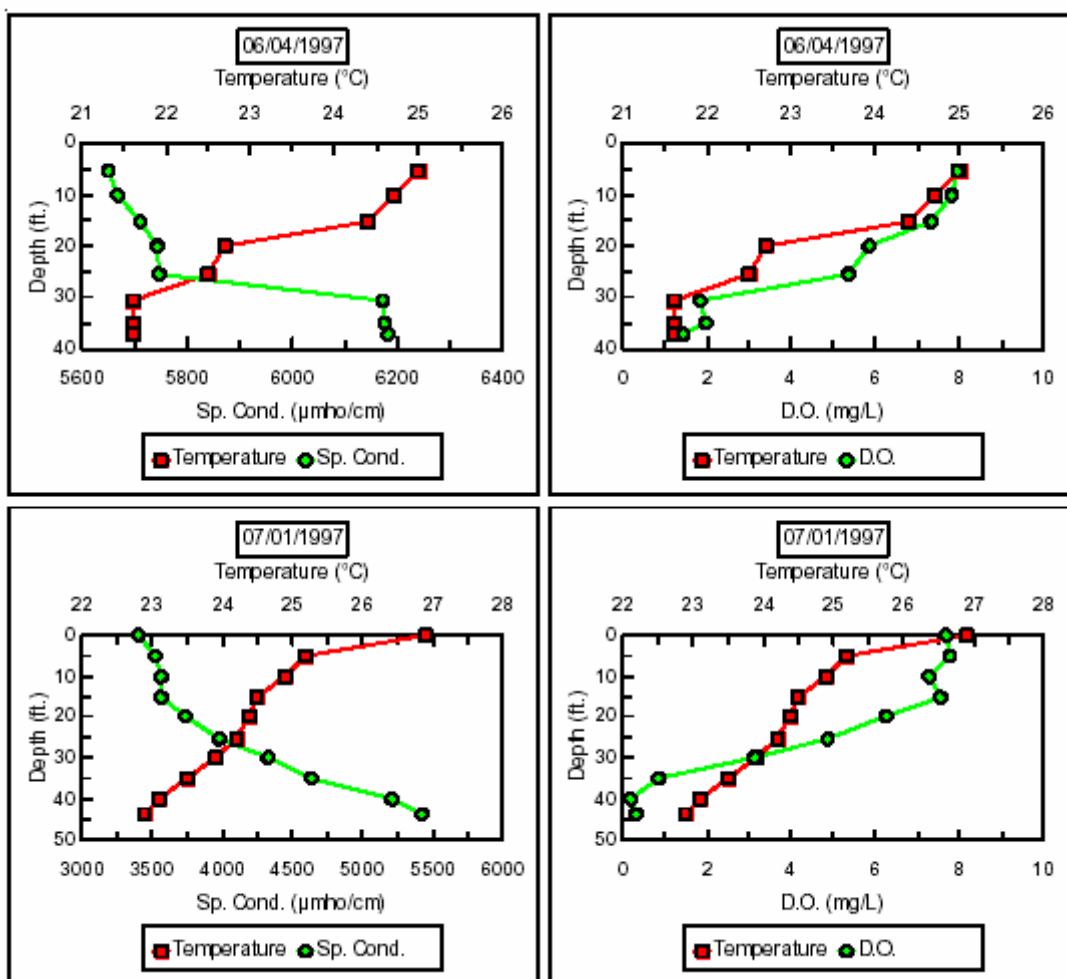 06/04/1997
Temperature (°C)
21 22 23 24 25 26
0
10
20
30
40
Depth (ft.)
5600 5800 6000 6200 6400
Sp. Cond. (µmho/cm)
Temperature Sp. Cond.
06/04/1997
Temperature (°C)
21 22 23 24 25 26
0
10
20
30
40
Depth (ft.)
0 2 4 6 8 10
D.O. (mg/L)
Temperature D.O.
07/01/1997
Temperature (°C)
22 23 24 25 26 27 28
0
10
20
30
40
50
Depth (ft.)
3000 3500 4000 4500 5000 5500 6000
Sp. Cond. (µmho/cm)
Temperature Sp. Cond.
07/01/1997
Temperature (°C)
22 23 24 25 26 27 28
0
10
20
30
40
50
Depth (ft.)
0 2 4 6 8 10
D.O. (mg/L)
Temperature D.O.